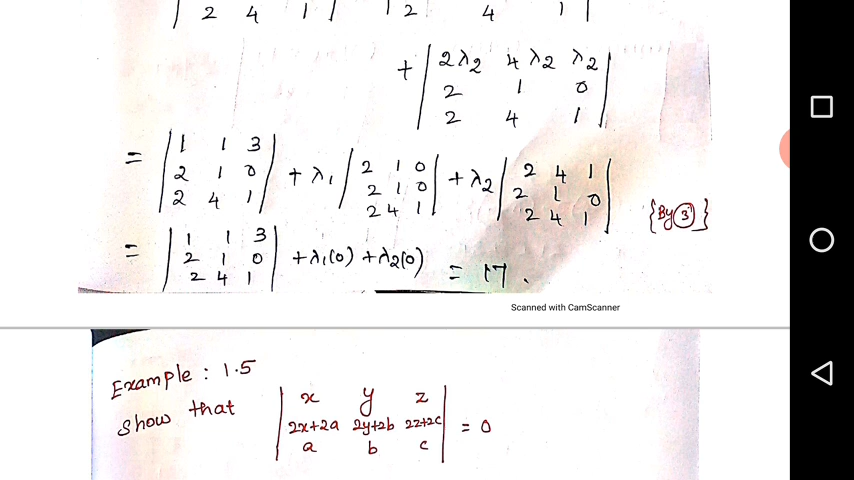 | 2 4 1 | | 2 4 1 |
+ | 2λ₂ 4λ₂ λ₂ |
| 2 1 0 |
| 2 4 1 |
= | 1 1 3 | + λ₁ | 2 1 0 | + λ₂ | 2 4 1 |
| 2 1 0 | | 2 1 0 | | 2 1 0 |
| 2 4 1 | | 2 4 1 | | 2 4 1 | {By ③}
= | 1 1 3 |
| 2 1 0 | + λ₁(0) + λ₂(0) = 17.
| 2 4 1 |
Scanned with CamScanner
Example : 1.5
Show that | x y z |
| 2x+2a 2y+2b 2z+2c | = 0
| a b c |